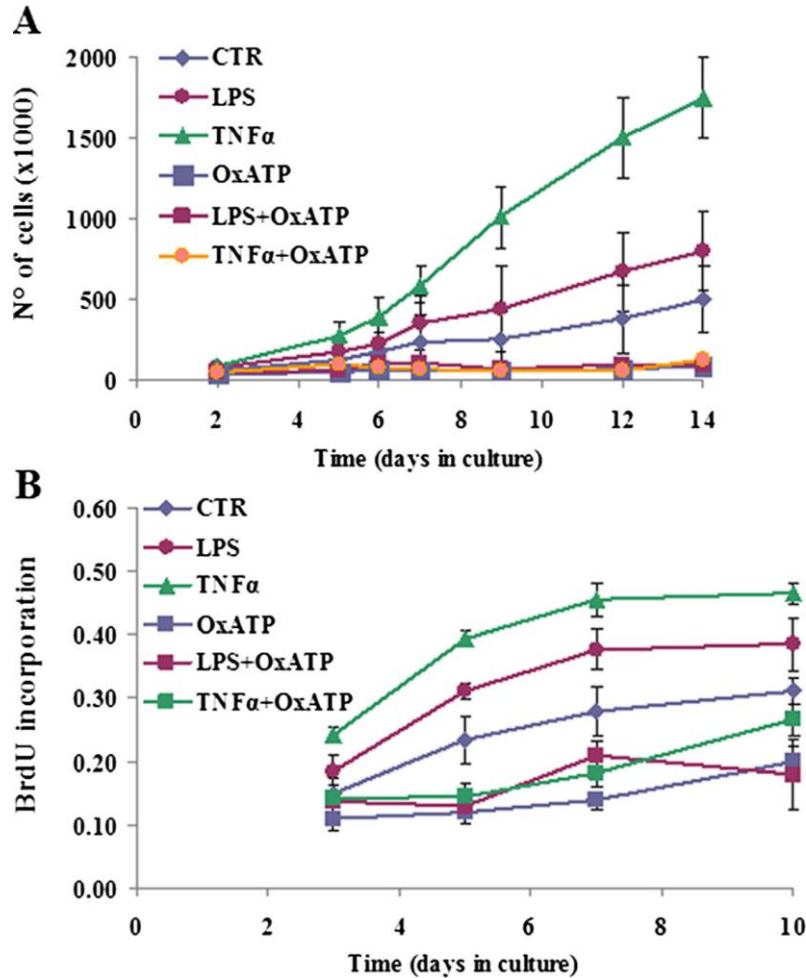 A
N° of cells (x1000)
2000
1500
1000
500
0
CTR
LPS
TNFα
OxATP
LPS+OxATP
TNFα+OxATP
0 2 4 6 8 10 12 14
Time (days in culture)
B
BrdU incorporation
0.60
0.50
0.40
0.30
0.20
0.10
0.00
CTR
LPS
TNFα
OxATP
LPS+OxATP
TNFα+OxATP
0 2 4 6 8 10
Time (days in culture)